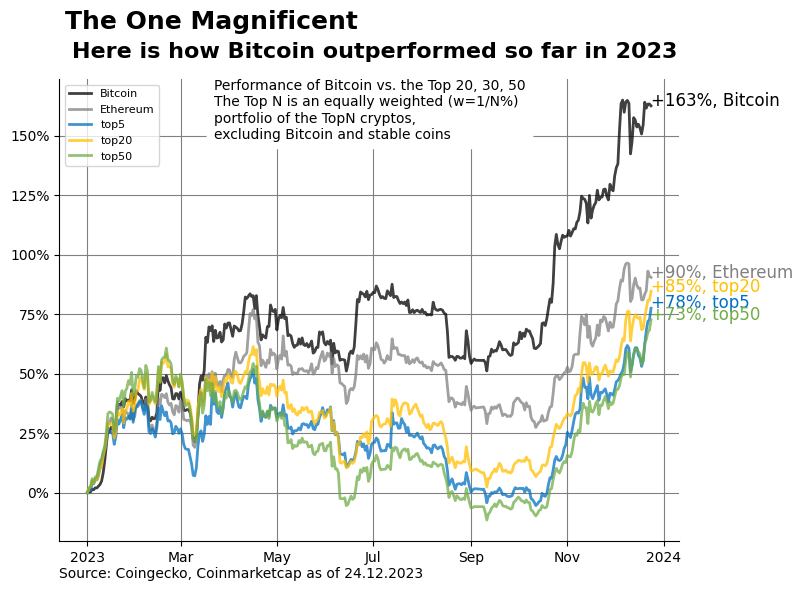 The One Magnificent
Here is how Bitcoin outperformed so far in 2023
Bitcoin
Ethereum
top5
top20
top50
Performance of Bitcoin vs. the Top 20, 30, 50
The Top N is an equally weighted (w=1/N%)
portfolio of the TopN cryptos,
excluding Bitcoin and stable coins
+163%, Bitcoin
+90%, Ethereum
+85%, top20
+78%, top5
+73%, top50
150%
125%
100%
75%
50%
25%
0%
2023 Mar May Jul Sep Nov 2024
Source: Coingecko, Coinmarketcap as of 24.12.2023